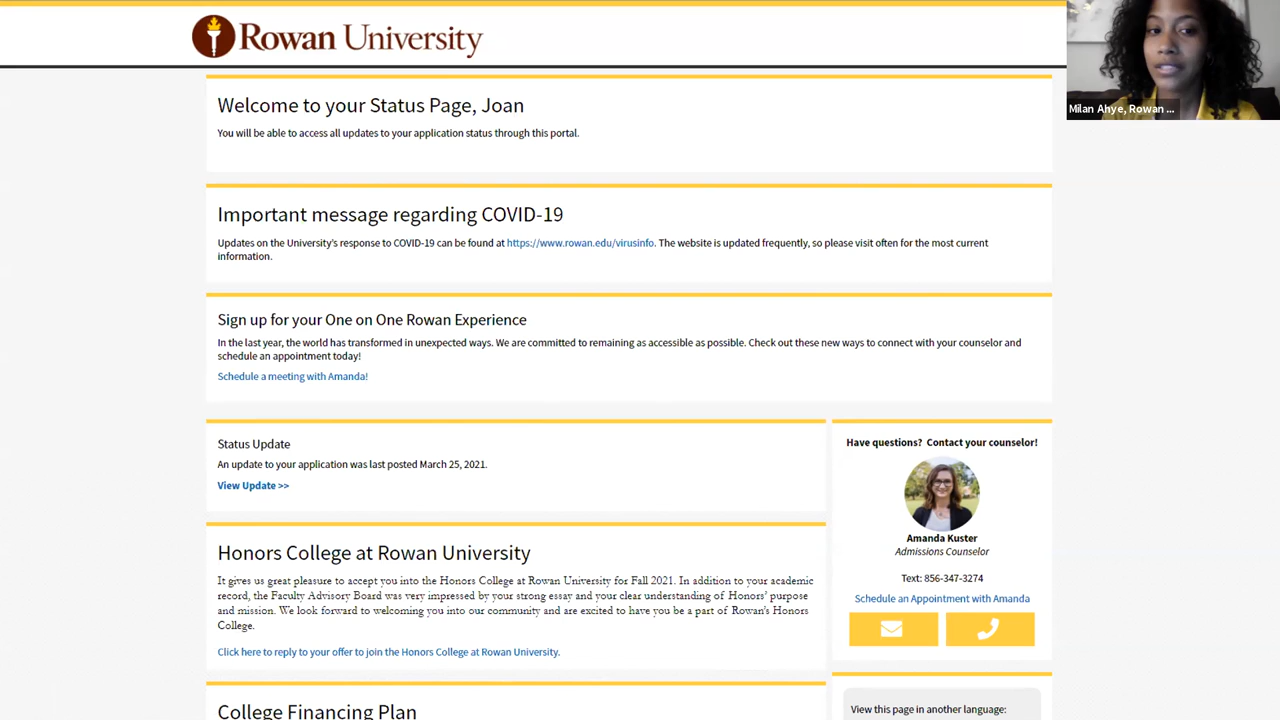 Rowan University
Milan Ahye, Rowan ...
Welcome to your Status Page, Joan
You will be able to access all updates to your application status through this portal.
Important message regarding COVID-19
Updates on the University's response to COVID-19 can be found at https://www.rowan.edu/virusinfo. The website is updated frequently, so please visit often for the most current
information.
Sign up for your One on One Rowan Experience
In the last year, the world has transformed in unexpected ways. We are committed to remaining as accessible as possible. Check out these new ways to connect with your counselor and
schedule an appointment today!
Schedule a meeting with Amanda!
Status Update
An update to your application was last posted March 25, 2021.
View Update >>
Honors College at Rowan University
It gives us great pleasure to accept you into the Honors College at Rowan University for Fall 2021. In addition to your academic
record, the Faculty Advisory Board was very impressed by your strong essay and your clear understanding of Honors' purpose
and mission. We look forward to welcoming you into our community and are excited to have you be a part of Rowan's Honors
College.
Click here to reply to your offer to join the Honors College at Rowan University.
College Financing Plan
Have questions? Contact your counselor!
Amanda Kuster
Admissions Counselor
Text: 856-347-3274
Schedule an Appointment with Amanda
View this page in another language: